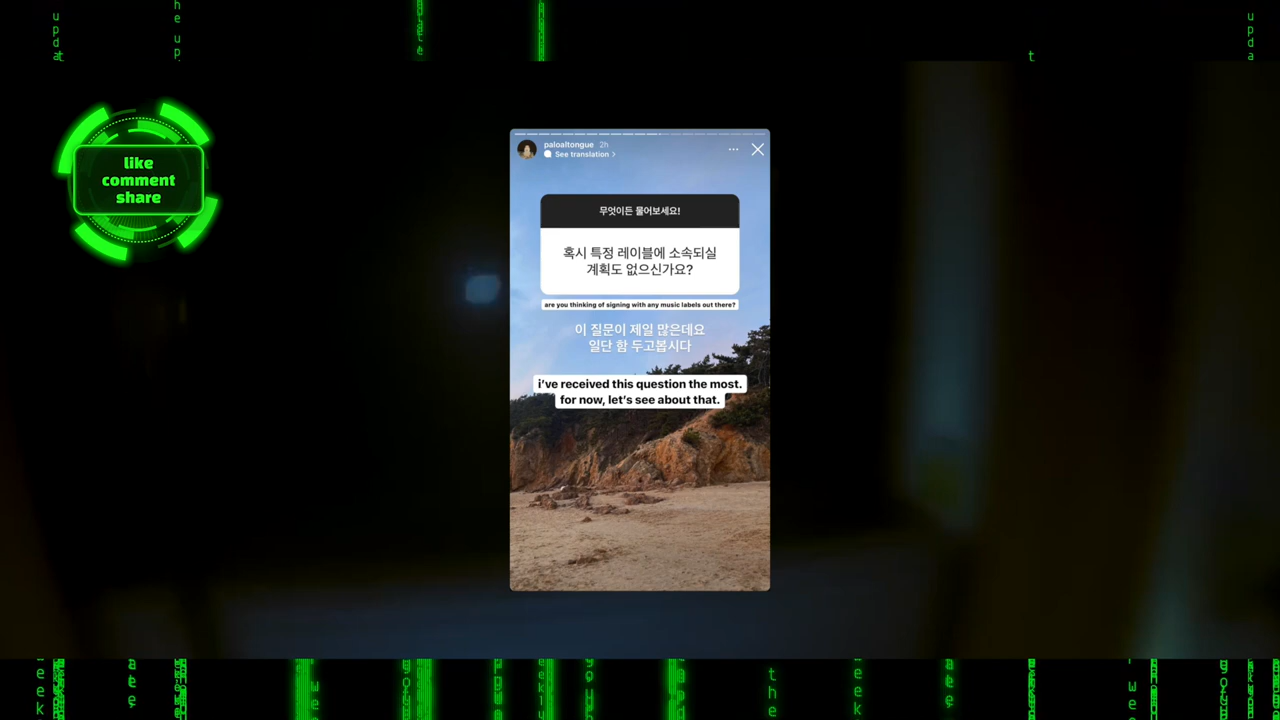 like
comment
share
paloaltongue 2h
See translation >
무엇이든 물어보세요!
혹시 특정 레이블에 소속되실
계획도 없으신가요?
are you thinking of signing with any music labels out there?
이 질문이 제일 많은데요
일단 함 두고봅시다
i've received this question the most.
for now, let's see about that.